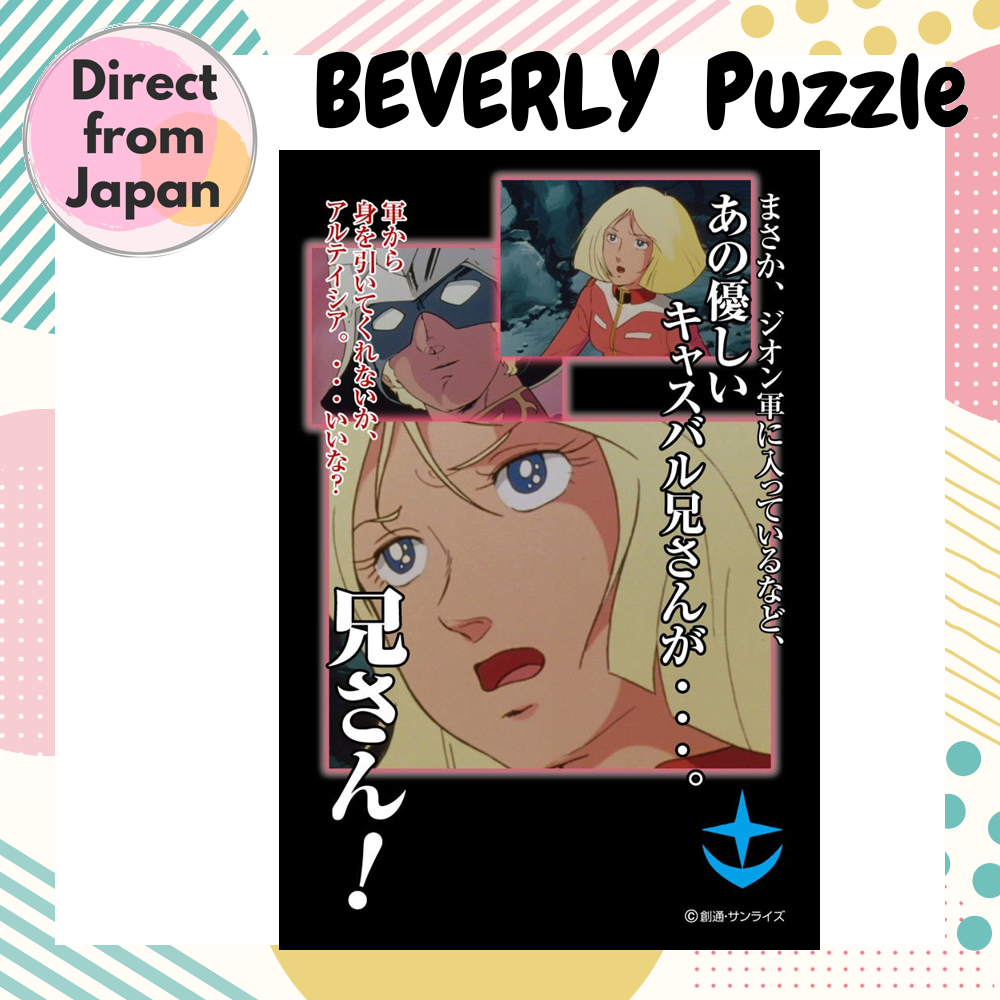 Direct
from
Japan
BEVERLY Puzzle
まさか、ジオン軍に入っているなど、
あの優しい
キャスバル兄さんが・・・。
軍から
身を引いてくれないか、
アルテイシア。・・・いいな?
兄さん!
©創通・サンライズ